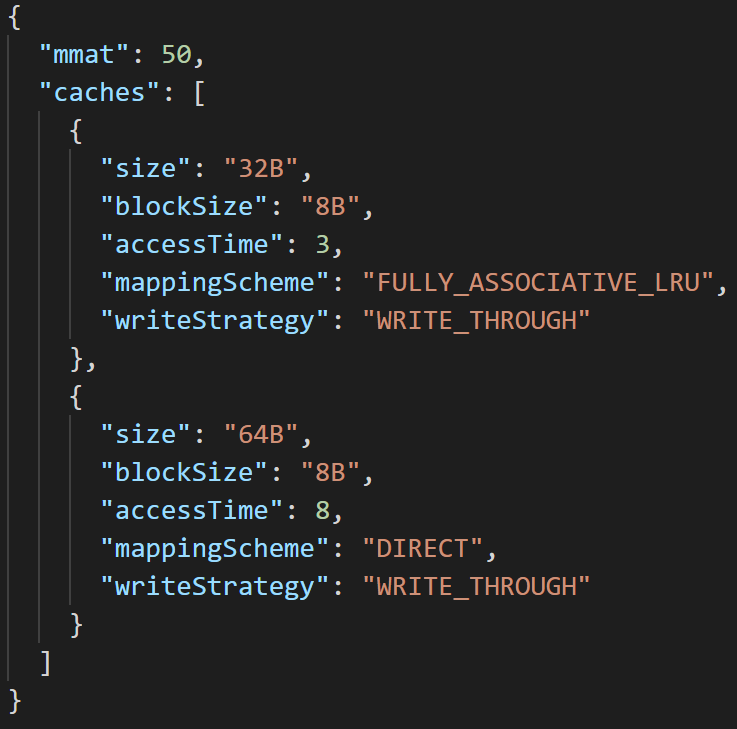 {
  "mmat": 50,
  "caches": [
    {
      "size": "32B",
      "blockSize": "8B",
      "accessTime": 3,
      "mappingScheme": "FULLY_ASSOCIATIVE_LRU",
      "writeStrategy": "WRITE_THROUGH"
    },
    {
      "size": "64B",
      "blockSize": "8B",
      "accessTime": 8,
      "mappingScheme": "DIRECT",
      "writeStrategy": "WRITE_THROUGH"
    }
  ]
}